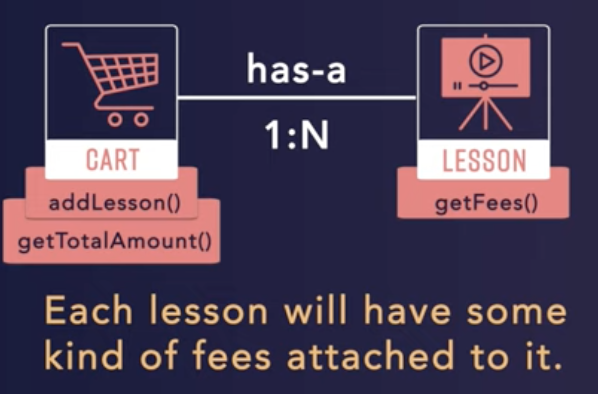 has-a
1:N
CART
LESSON
addLesson()
getFees()
getTotalAmount()
Each lesson will have some
kind of fees attached to it.